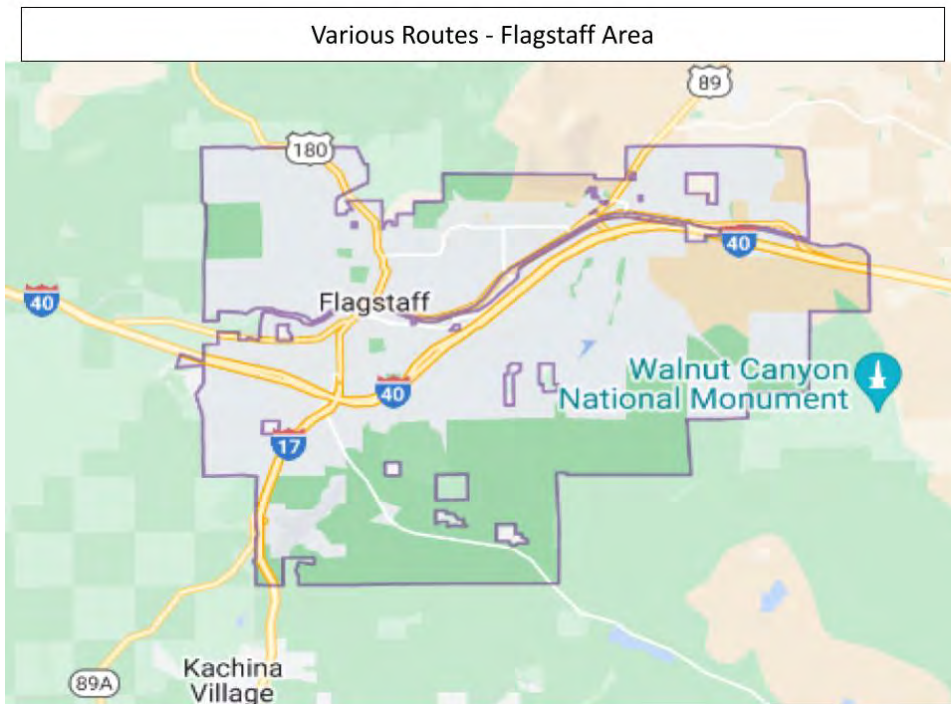 Various Routes - Flagstaff Area
89
180
40
40
Flagstaff
Walnut Canyon
National Monument
40
17
Kachina
Village
89A